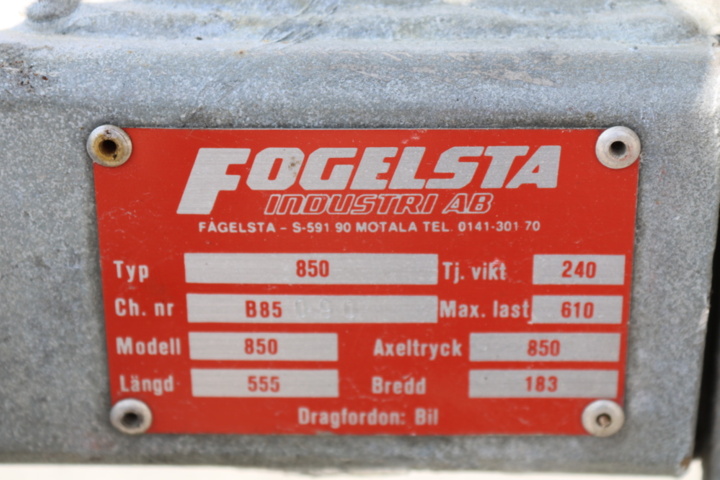 FOGELSTA
INDUSTRI AB
FÅGELSTA - S-591 90 MOTALA TEL. 0141-301 70
Typ 850 Tj. vikt 240
Ch. nr B85 Max. last 610
Modell 850 Axeltryck 850
Längd 555 Bredd 183
Dragfordon: Bil